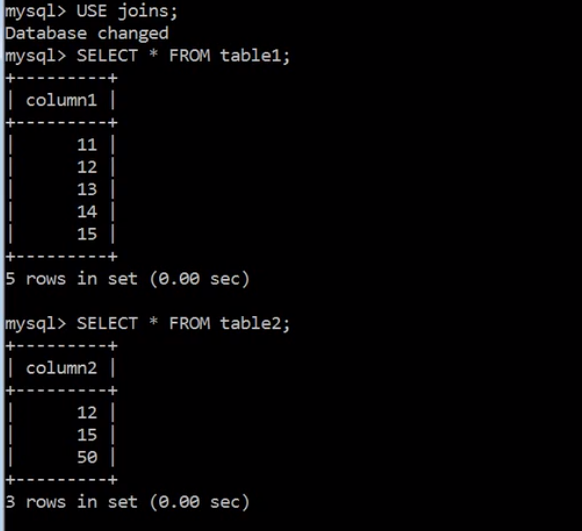 mysql> USE joins;
Database changed
mysql> SELECT * FROM table1;
+---------+
| column1 |
+---------+
|      11 |
|      12 |
|      13 |
|      14 |
|      15 |
+---------+
5 rows in set (0.00 sec)

mysql> SELECT * FROM table2;
+---------+
| column2 |
+---------+
|      12 |
|      15 |
|      50 |
+---------+
3 rows in set (0.00 sec)